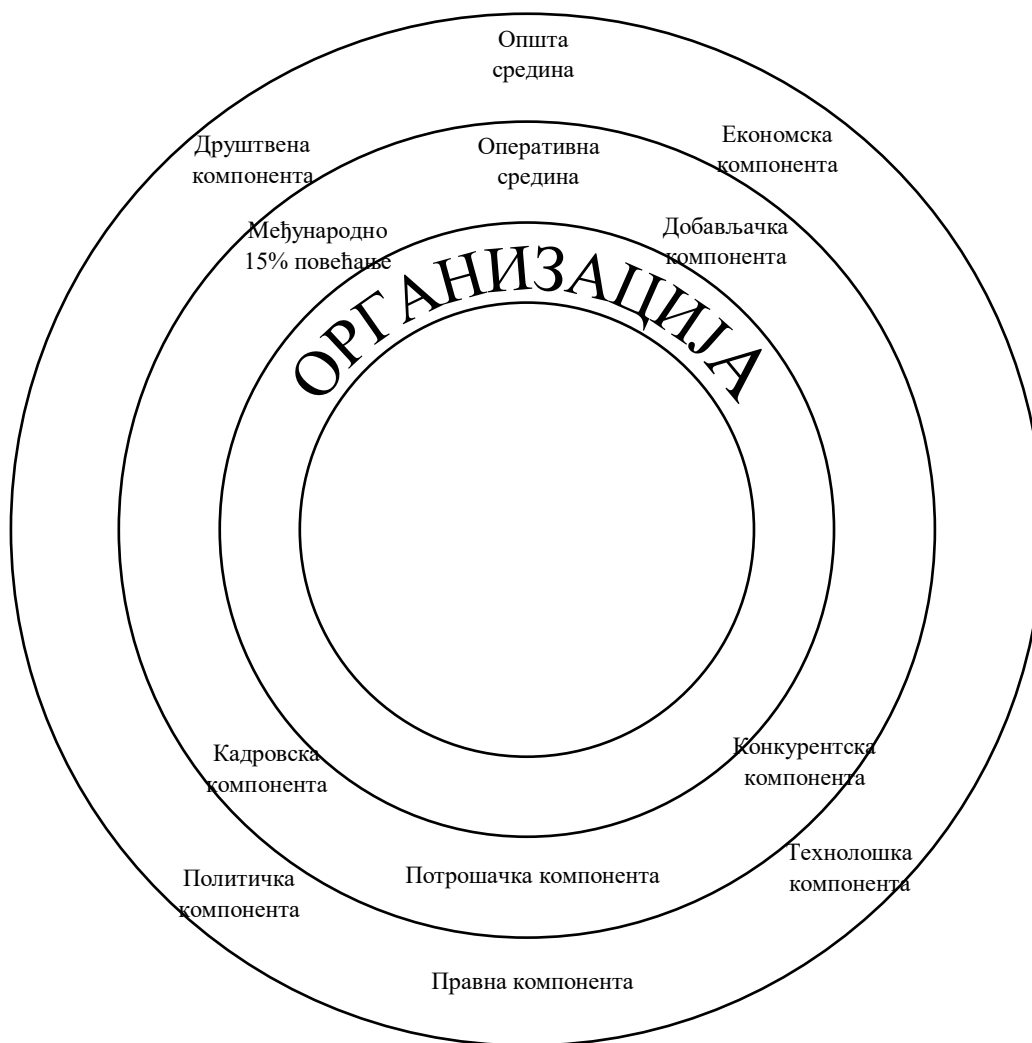 Општа
средина
Друштвена
компонента
Економска
компонента
Оперативна
средина
Међународно
15% повећање
Добављачка
компонента
ОРГАНИЗАЦИЈА
Кадровска
компонента
Конкурентска
компонента
Политичка
компонента
Потрошачка компонента
Технолошка
компонента
Правна компонента